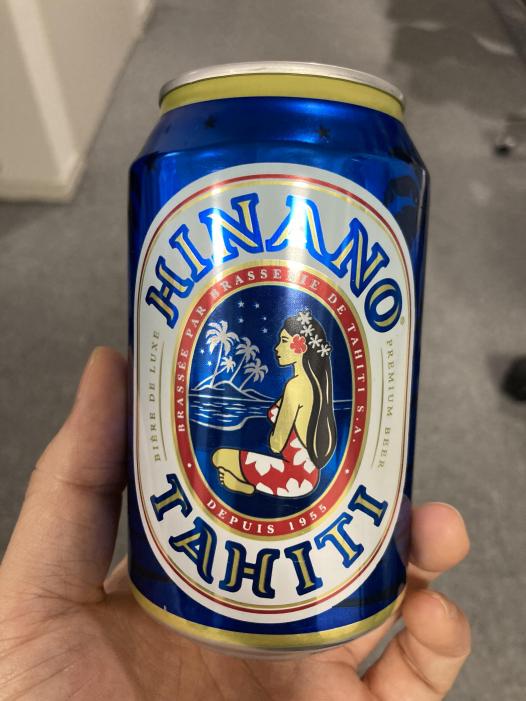 HINANO
BRASSÉE PAR BRASSERIE DE TAHITI S.A.
BIÈRE DE LUXE
PREMIUM BEER
• DEPUIS 1955 •
TAHITI